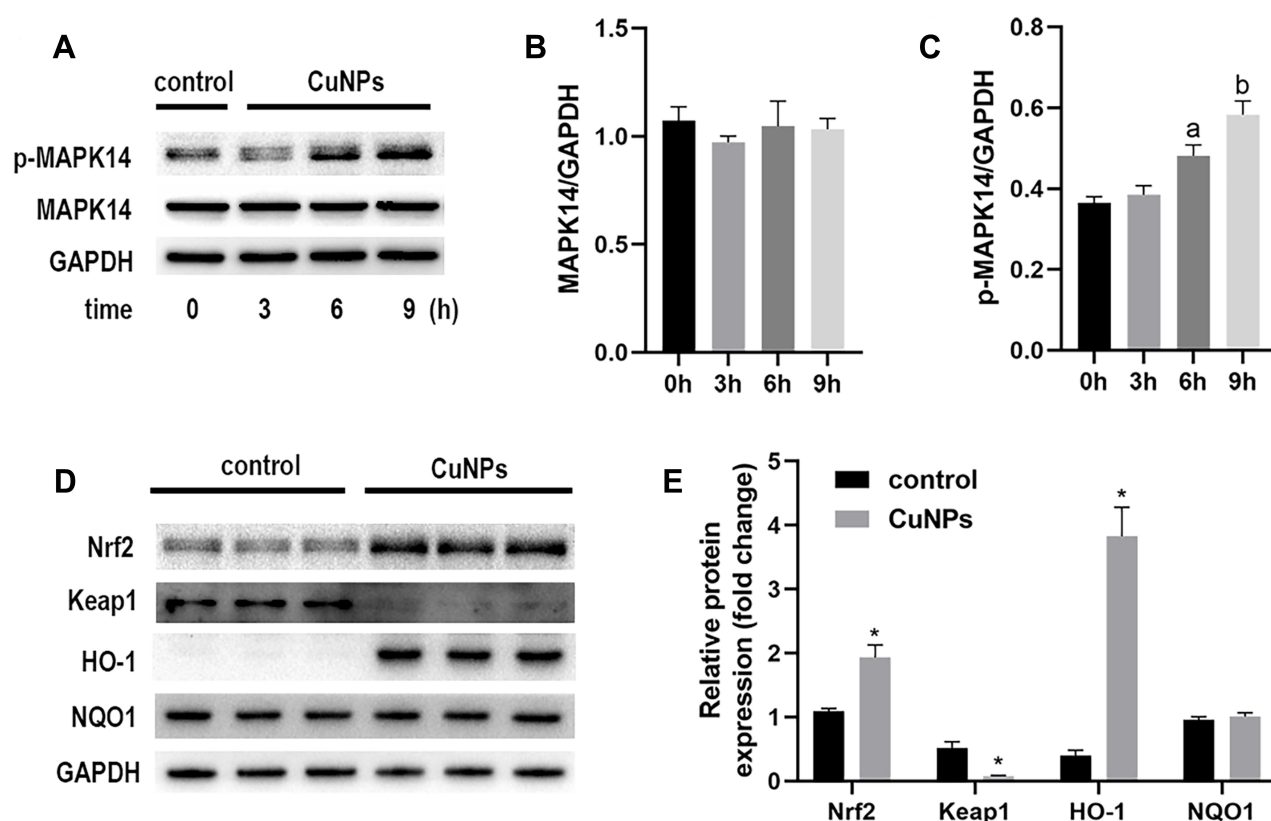 A
control CuNPs
p-MAPK14
MAPK14
GAPDH
time 0 3 6 9 (h)
B
MAPK14/GAPDH
1.5
1.0
0.5
0.0
0h 3h 6h 9h
C
p-MAPK14/GAPDH
0.8
0.6
0.4
0.2
0.0
a
b
0h 3h 6h 9h
D
control CuNPs
Nrf2
Keap1
HO-1
NQO1
GAPDH
E
Relative protein
expression (fold change)
5
4
3
2
1
0
control
CuNPs
*
*
*
Nrf2 Keap1 HO-1 NQO1